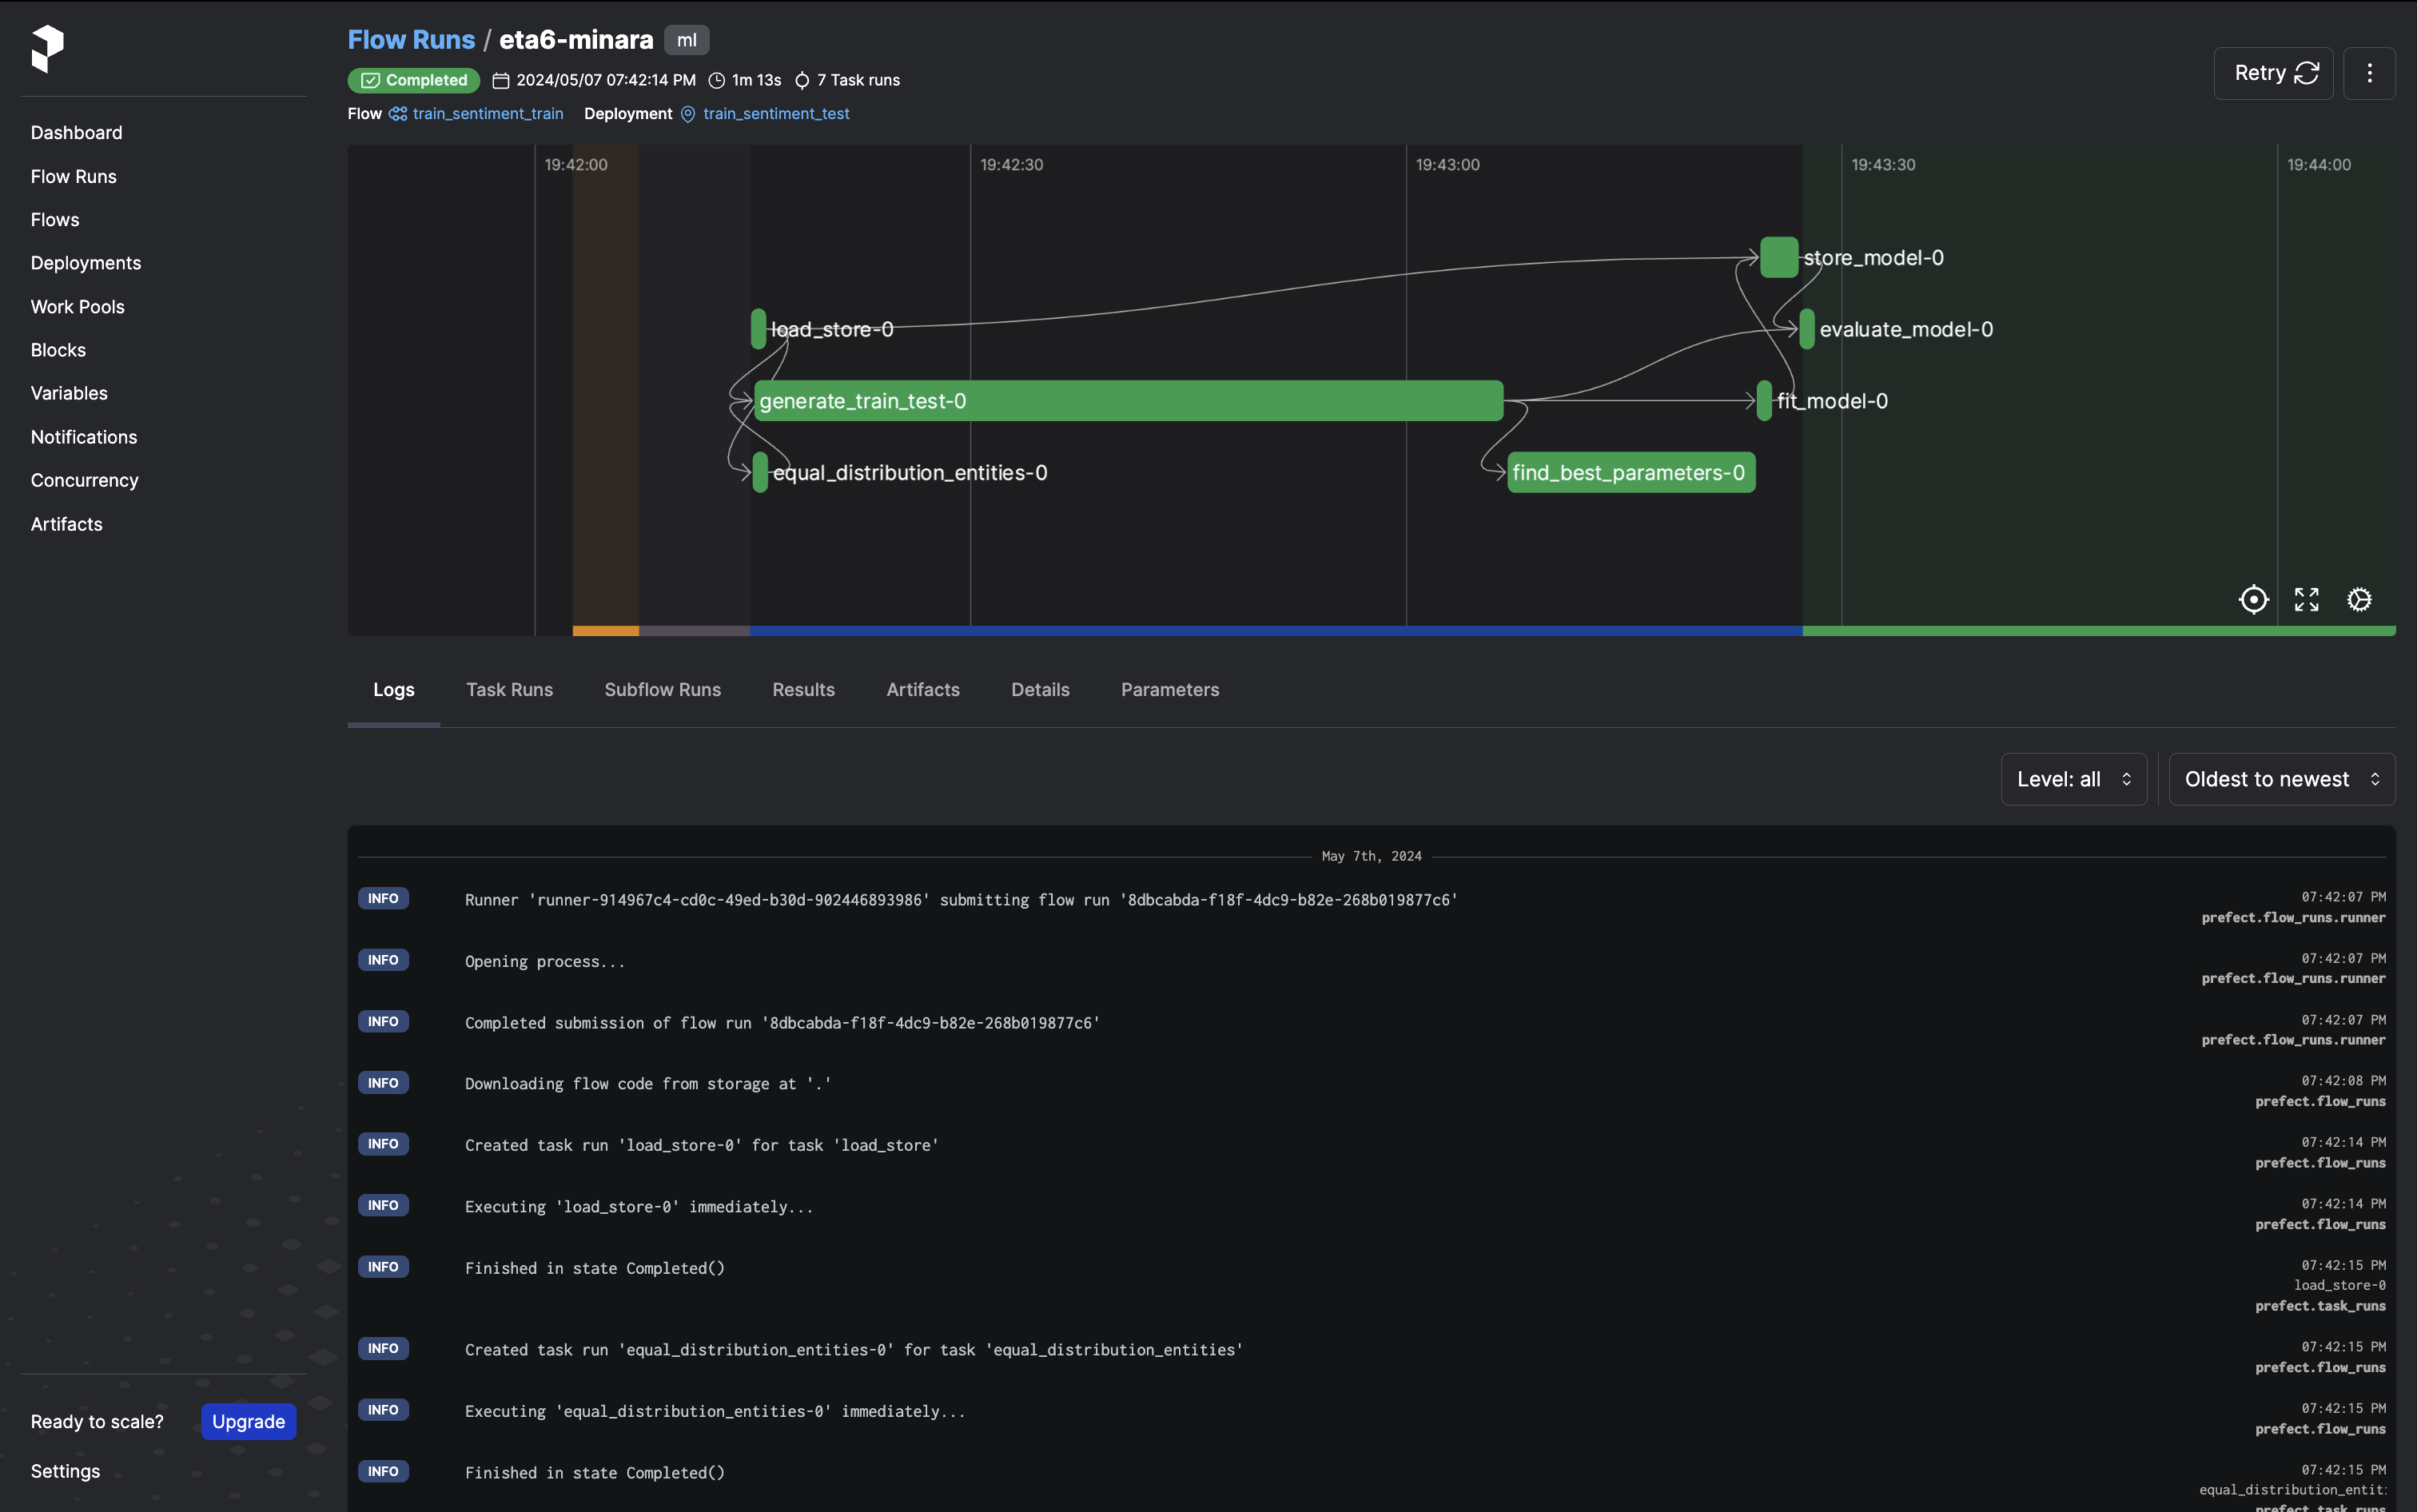 Flow Runs / eta6-minara ml
Completed 2024/05/07 07:42:14 PM 1m 13s 7 Task runs
Flow train_sentiment_train Deployment train_sentiment_test
Retry
Dashboard
Flow Runs
Flows
Deployments
Work Pools
Blocks
Variables
Notifications
Concurrency
Artifacts
19:42:00 19:42:30 19:43:00 19:43:30 19:44:00
store_model-0
load_store-0
evaluate_model-0
generate_train_test-0
fit_model-0
equal_distribution_entities-0
find_best_parameters-0
Logs Task Runs Subflow Runs Results Artifacts Details Parameters
Level: all Oldest to newest
May 7th, 2024
INFO Runner 'runner-914967c4-cd0c-49ed-b30d-902446893986' submitting flow run '8dbcabda-f18f-4dc9-b82e-268b019877c6' 07:42:07 PM
prefect.flow_runs.runner
INFO Opening process... 07:42:07 PM
prefect.flow_runs.runner
INFO Completed submission of flow run '8dbcabda-f18f-4dc9-b82e-268b019877c6' 07:42:07 PM
prefect.flow_runs.runner
INFO Downloading flow code from storage at '.' 07:42:08 PM
prefect.flow_runs
INFO Created task run 'load_store-0' for task 'load_store' 07:42:14 PM
prefect.flow_runs
INFO Executing 'load_store-0' immediately... 07:42:14 PM
prefect.flow_runs
INFO Finished in state Completed() 07:42:15 PM
load_store-0
prefect.task_runs
INFO Created task run 'equal_distribution_entities-0' for task 'equal_distribution_entities' 07:42:15 PM
prefect.flow_runs
INFO Executing 'equal_distribution_entities-0' immediately... 07:42:15 PM
prefect.flow_runs
INFO Finished in state Completed() 07:42:15 PM
equal_distribution_entit
prefect.task_runs
Ready to scale? Upgrade
Settings